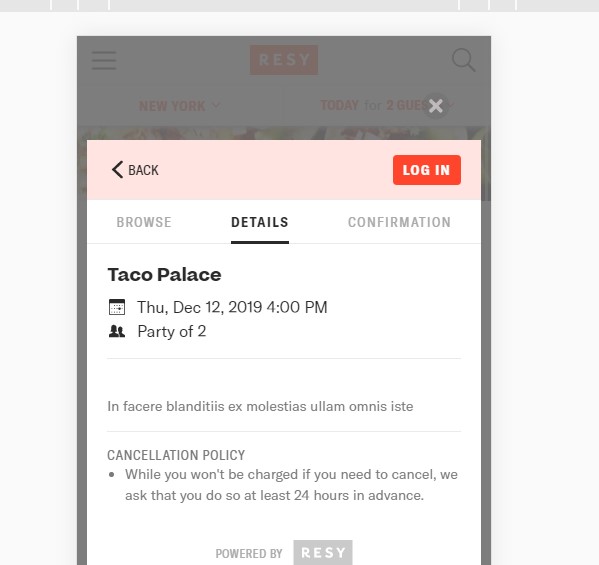 RESY
NEW YORK
TODAY for 2
BACK
LOG IN
BROWSE DETAILS CONFIRMATION
Taco Palace
Thu, Dec 12, 2019 4:00 PM
Party of 2
In facere blanditiis ex molestias ullam omnis iste
CANCELLATION POLICY
• While you won't be charged if you need to cancel, we
ask that you do so at least 24 hours in advance.
POWERED BY RESY